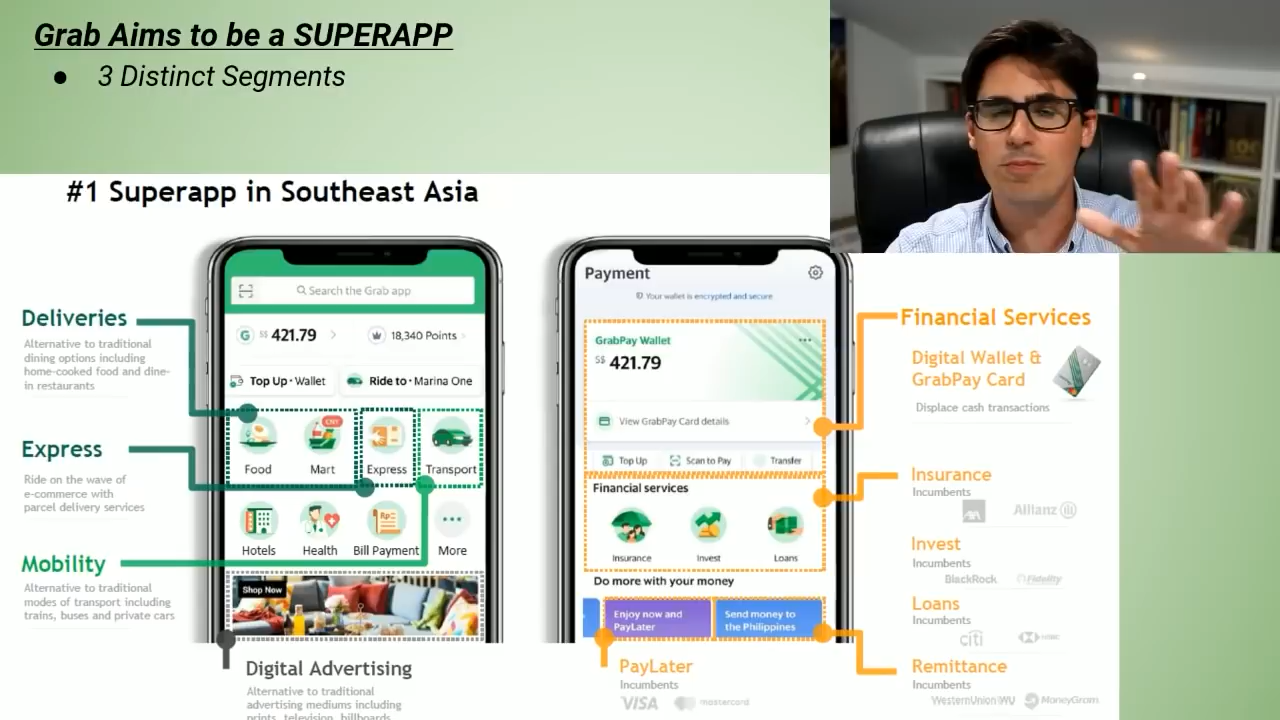 Grab Aims to be a SUPERAPP
● 3 Distinct Segments
#1 Superapp in Southeast Asia
Deliveries
Alternative to traditional
dining options including
home-cooked food and dine-
in restaurants
Express
Ride on the wave of
e-commerce with
parcel delivery services
Mobility
Alternative to traditional
modes of transport including
trains, buses and private cars
Search the Grab app
S$ 421.79
18,340 Points
Top Up · Wallet
Ride to · Marina One
Food
Mart
Express
Transport
Hotels
Health
Rp
Bill Payment
More
Shop Now
Digital Advertising
Alternative to traditional
advertising mediums including
prints, television, billboards
Payment
Your wallet is encrypted and secure
GrabPay Wallet
S$ 421.79
View GrabPay Card details
Top Up
Scan to Pay
Transfer
Financial services
Insurance
Invest
Loans
Do more with your money
Enjoy now and
PayLater
Send money to
the Philippines
PayLater
Incumbents
VISA
mastercard
Financial Services
Digital Wallet &
GrabPay Card
Displace cash transactions
Insurance
Incumbents
AXA
Allianz
Invest
Incumbents
BlackRock
Fidelity
Loans
Incumbents
citi
HSBC
Remittance
Incumbents
WesternUnion WU
MoneyGram